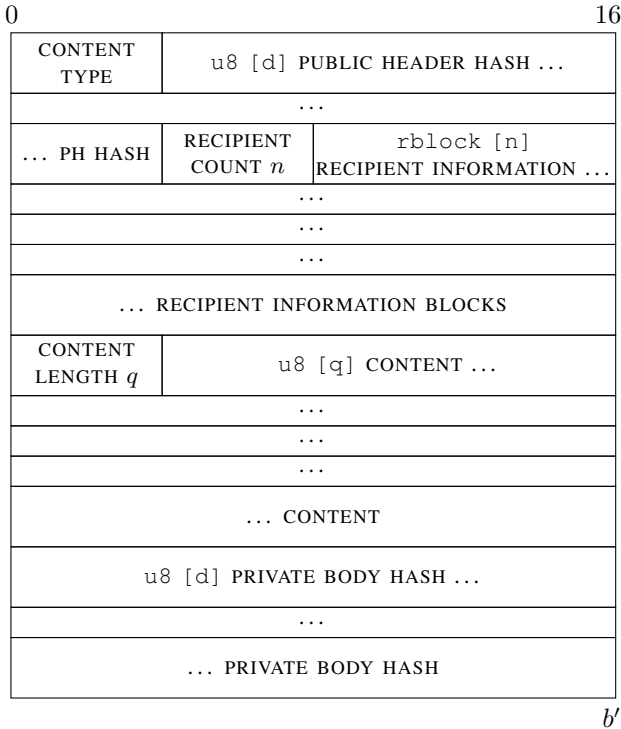 0 16
CONTENT TYPE
u8 [d] PUBLIC HEADER HASH ...
...
... PH HASH
RECIPIENT COUNT n
rblock [n]
RECIPIENT INFORMATION ...
...
...
...
... RECIPIENT INFORMATION BLOCKS
CONTENT LENGTH q
u8 [q] CONTENT ...
...
...
...
... CONTENT
u8 [d] PRIVATE BODY HASH ...
...
... PRIVATE BODY HASH
b′